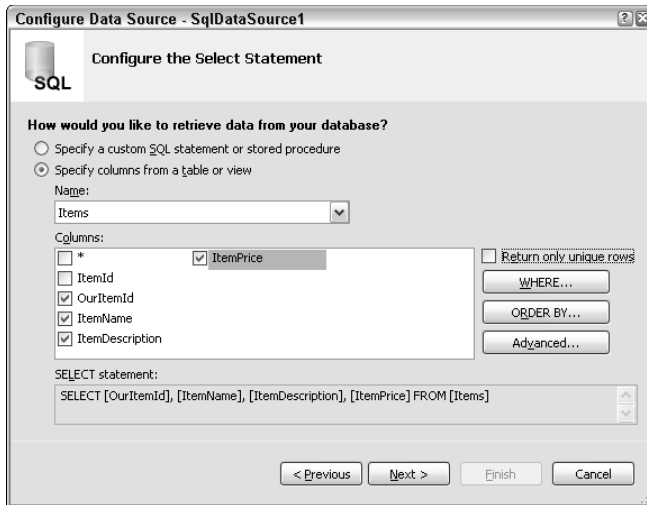 Configure Data Source - SqlDataSource1
SQL
Configure the Select Statement
How would you like to retrieve data from your database?
Specify a custom SQL statement or stored procedure
Specify columns from a table or view
Name:
Items
Columns:
* ItemPrice
ItemId
OurItemId
ItemName
ItemDescription
Return only unique rows
WHERE...
ORDER BY...
Advanced...
SELECT statement:
SELECT [OurItemId], [ItemName], [ItemDescription], [ItemPrice] FROM [Items]
< Previous Next > Finish Cancel